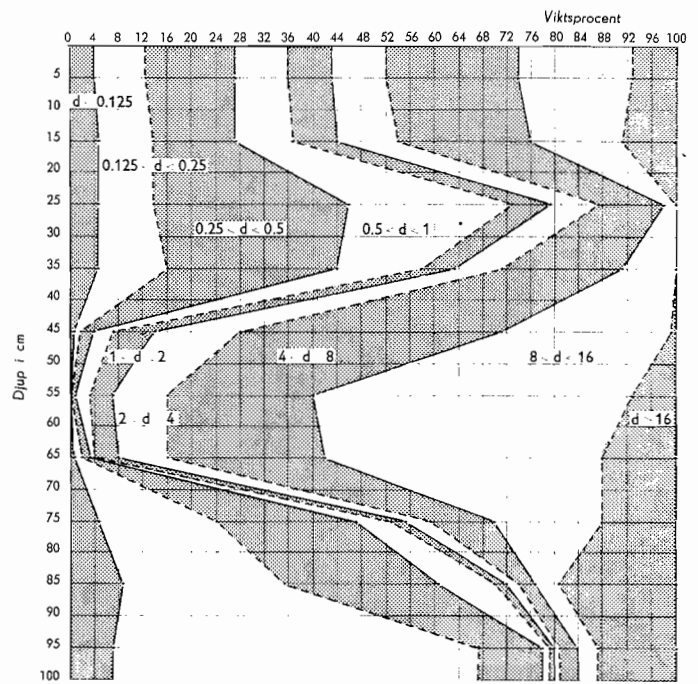 Viktsprocent
0 4 8 12 16 20 24 28 32 36 40 44 48 52 56 60 64 68 72 76 80 84 88 92 96 100
5
10
15
20
25
30
35
40
45
50
55
60
65
70
75
80
85
90
95
100
Djup i cm
d < 0.125
0.125 < d < 0.25
0.25 < d < 0.5
0.5 < d < 1
1 < d < 2
2 < d < 4
4 < d < 8
8 < d < 16
d > 16